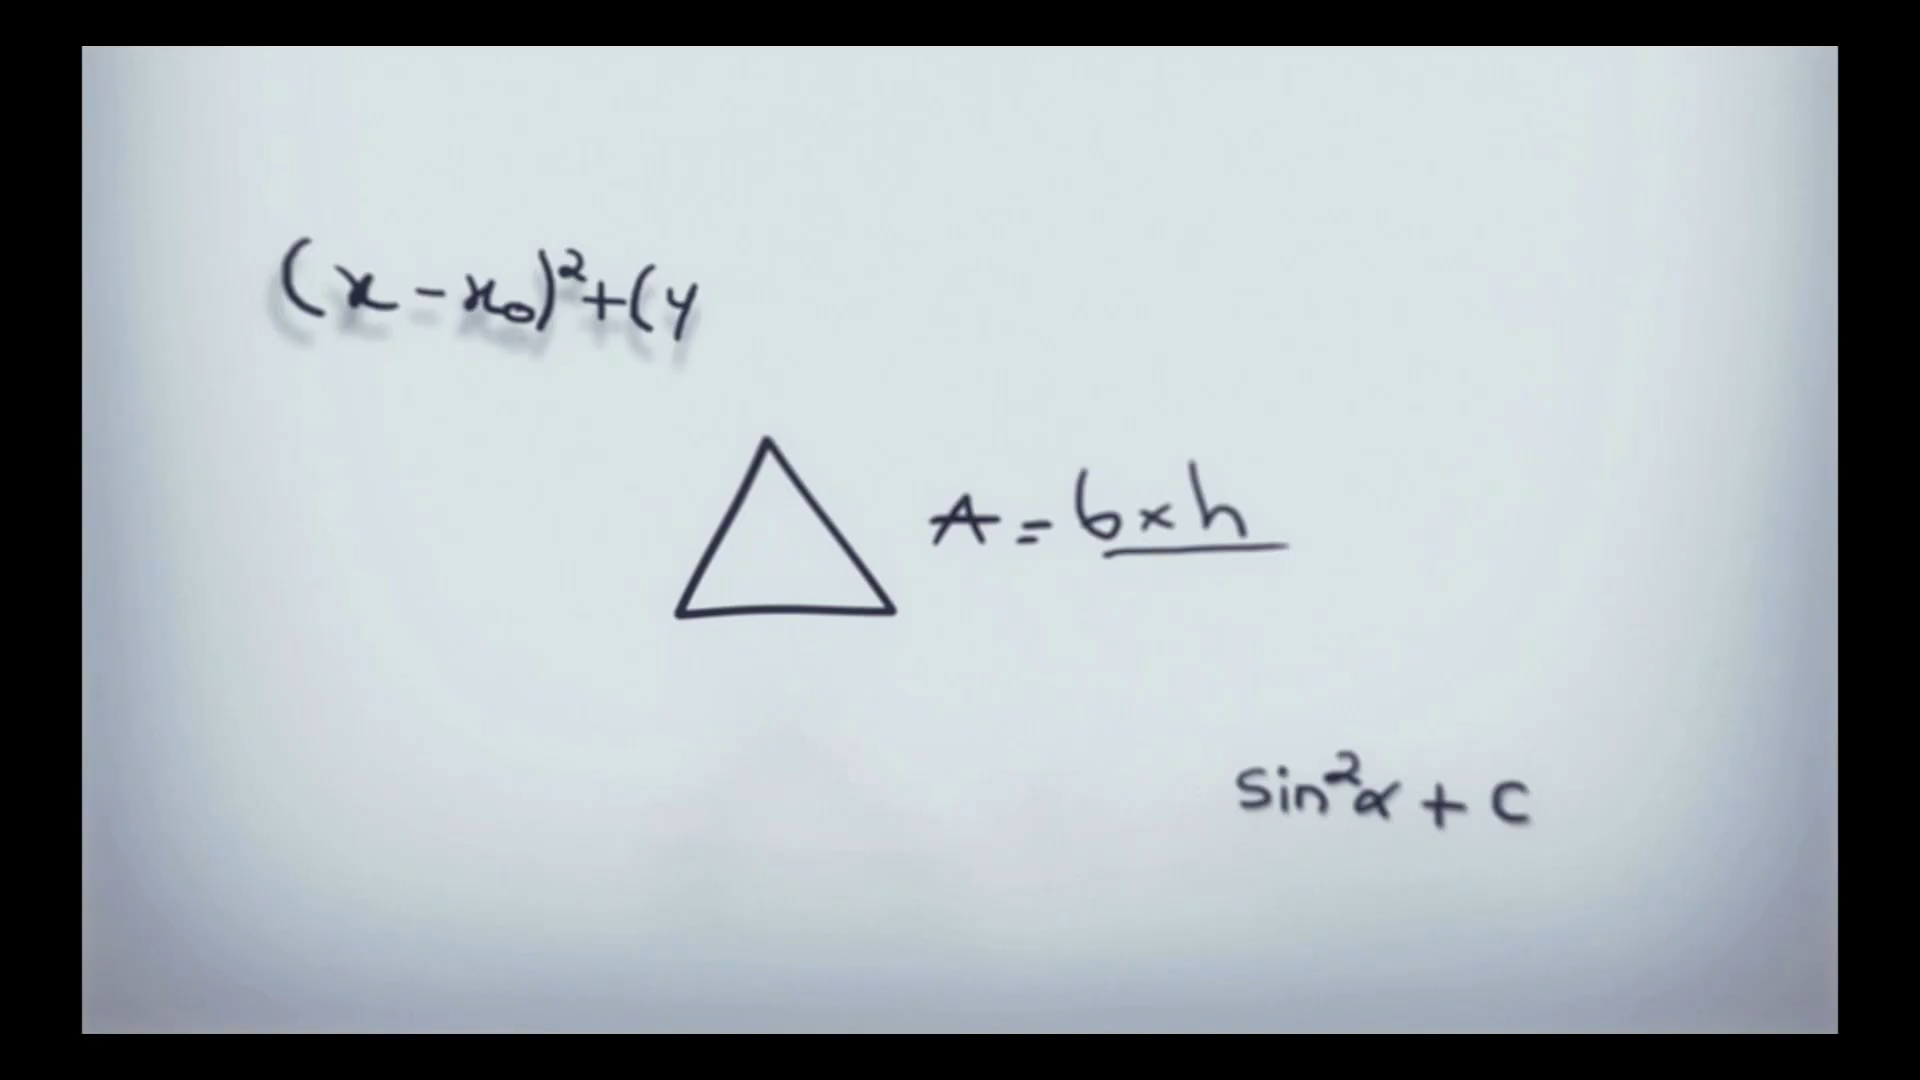 (x - x₀)² + (y
A = b × h
sin²α + c